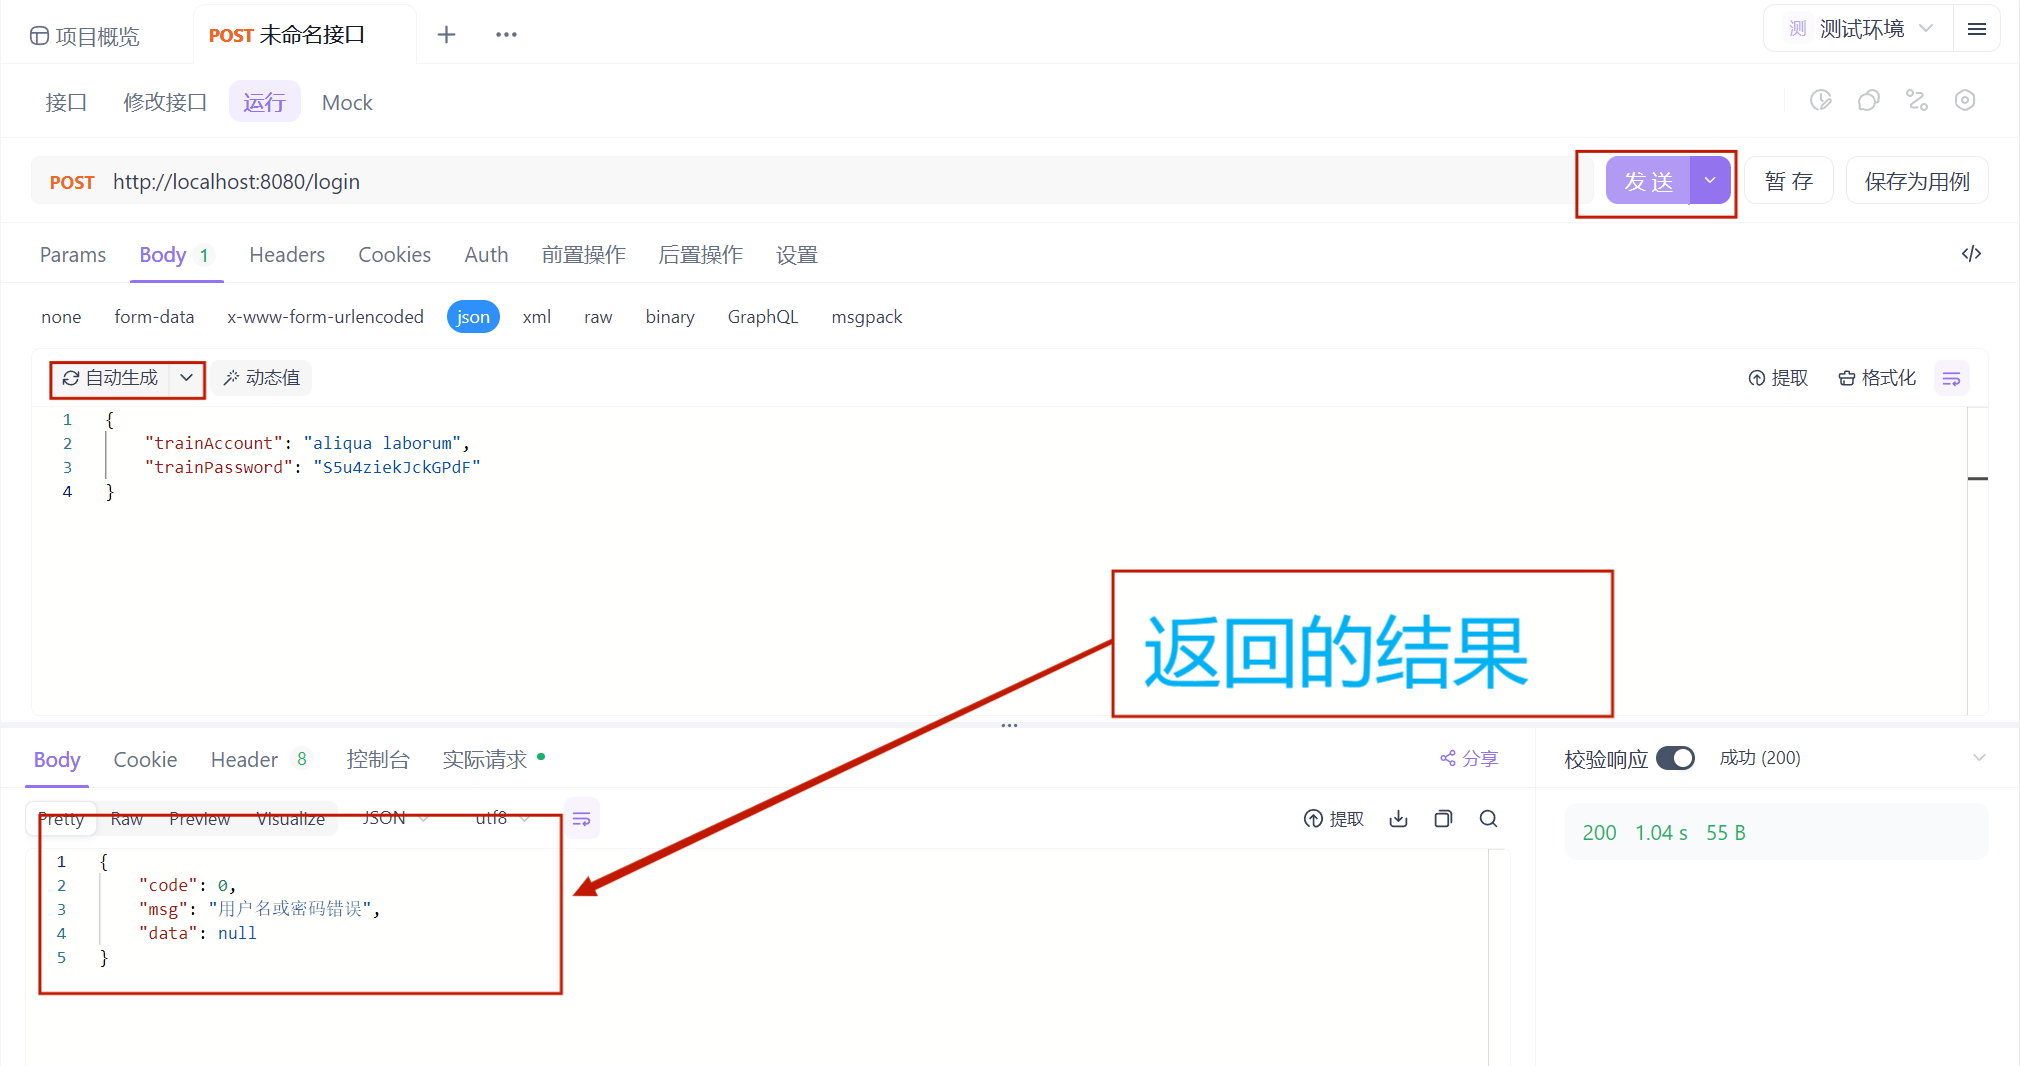 项目概览
POST 未命名接口
测 测试环境
接口 修改接口 运行 Mock
POST http://localhost:8080/login
发 送
暂 存
保存为用例
Params Body 1 Headers Cookies Auth 前置操作 后置操作 设置
none form-data x-www-form-urlencoded json xml raw binary GraphQL msgpack
自动生成 动态值 提取 格式化
1 {
2 "trainAccount": "aliqua laborum",
3 "trainPassword": "S5u4ziekJckGPdF"
4 }
返回的结果
Body Cookie Header 8 控制台 实际请求 分享
校验响应 成功 (200)
Pretty Raw Preview Visualize JSON utf8 提取
200 1.04 s 55 B
1 {
2 "code": 0,
3 "msg": "用户名或密码错误",
4 "data": null
5 }